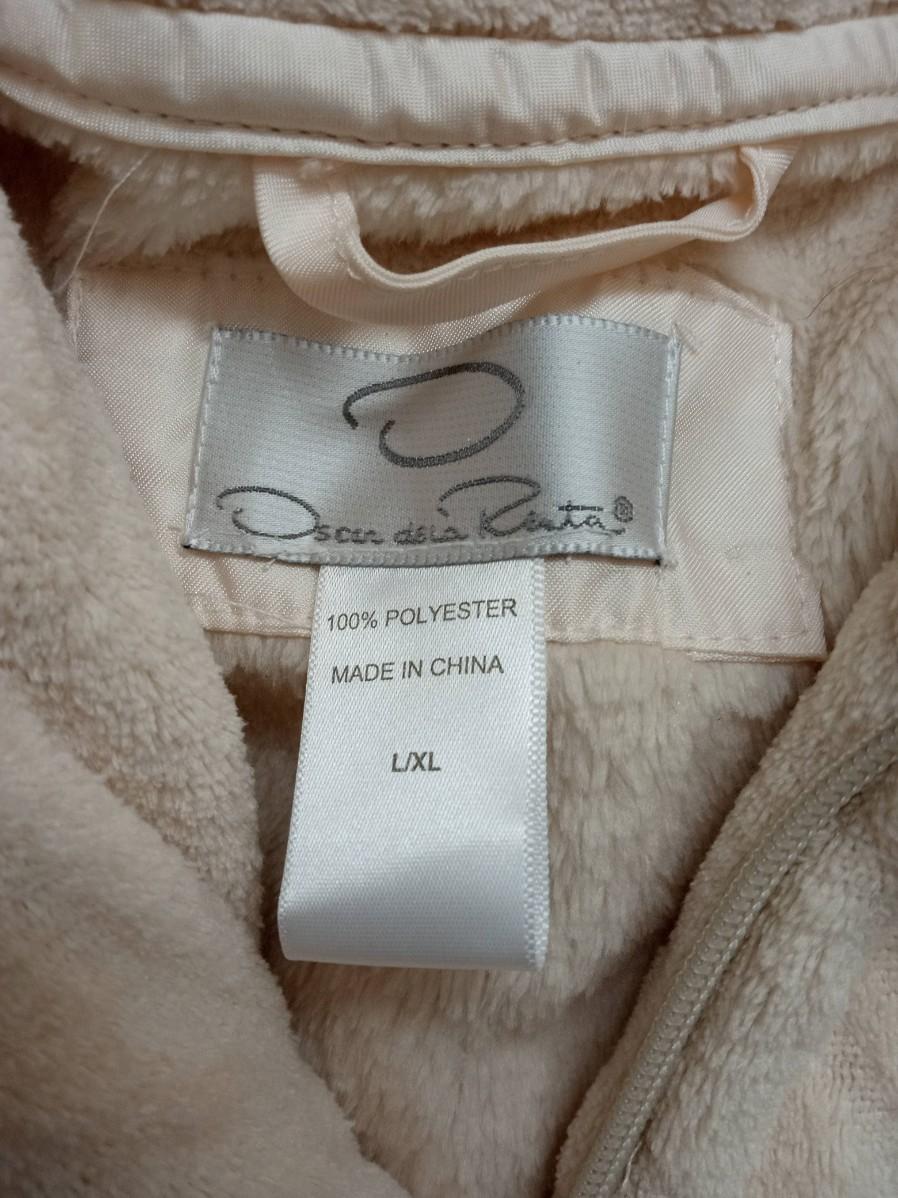 O
Oscar de la Renta®
100% POLYESTER
MADE IN CHINA
L/XL